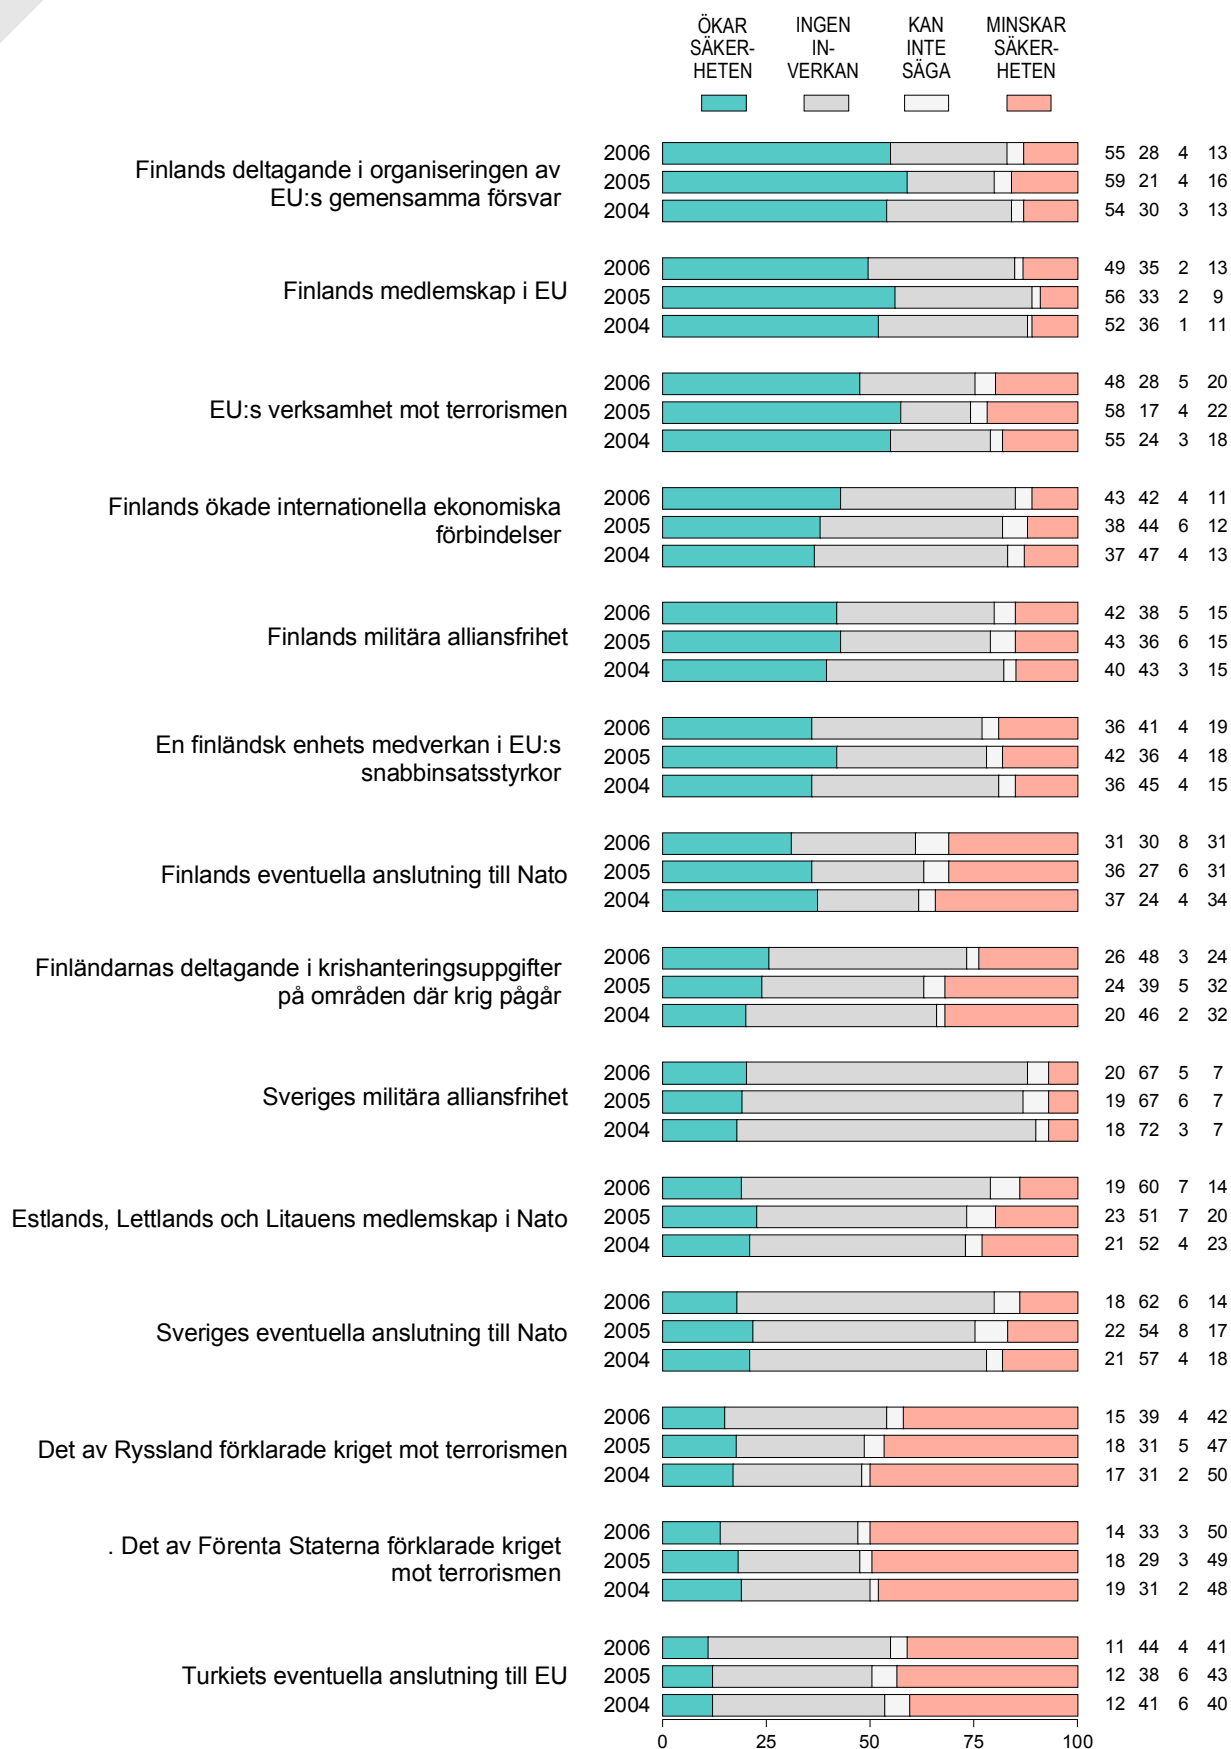 ÖKAR INGEN KAN MINSKAR
SÄKER- IN- INTE SÄKER-
HETEN VERKAN SÄGA HETEN
Finlands deltagande i organiseringen av
EU:s gemensamma försvar
2006 55 28 4 13
2005 59 21 4 16
2004 54 30 3 13
Finlands medlemskap i EU
2006 49 35 2 13
2005 56 33 2 9
2004 52 36 1 11
EU:s verksamhet mot terrorismen
2006 48 28 5 20
2005 58 17 4 22
2004 55 24 3 18
Finlands ökade internationella ekonomiska
förbindelser
2006 43 42 4 11
2005 38 44 6 12
2004 37 47 4 13
Finlands militära alliansfrihet
2006 42 38 5 15
2005 43 36 6 15
2004 40 43 3 15
En finländsk enhets medverkan i EU:s
snabbinsatsstyrkor
2006 36 41 4 19
2005 42 36 4 18
2004 36 45 4 15
Finlands eventuella anslutning till Nato
2006 31 30 8 31
2005 36 27 6 31
2004 37 24 4 34
Finländarnas deltagande i krishanteringsuppgifter
på områden där krig pågår
2006 26 48 3 24
2005 24 39 5 32
2004 20 46 2 32
Sveriges militära alliansfrihet
2006 20 67 5 7
2005 19 67 6 7
2004 18 72 3 7
Estlands, Lettlands och Litauens medlemskap i Nato
2006 19 60 7 14
2005 23 51 7 20
2004 21 52 4 23
Sveriges eventuella anslutning till Nato
2006 18 62 6 14
2005 22 54 8 17
2004 21 57 4 18
Det av Ryssland förklarade kriget mot terrorismen
2006 15 39 4 42
2005 18 31 5 47
2004 17 31 2 50
. Det av Förenta Staterna förklarade kriget
mot terrorismen
2006 14 33 3 50
2005 18 29 3 49
2004 19 31 2 48
Turkiets eventuella anslutning till EU
2006 11 44 4 41
2005 12 38 6 43
2004 12 41 6 40
0 25 50 75 100